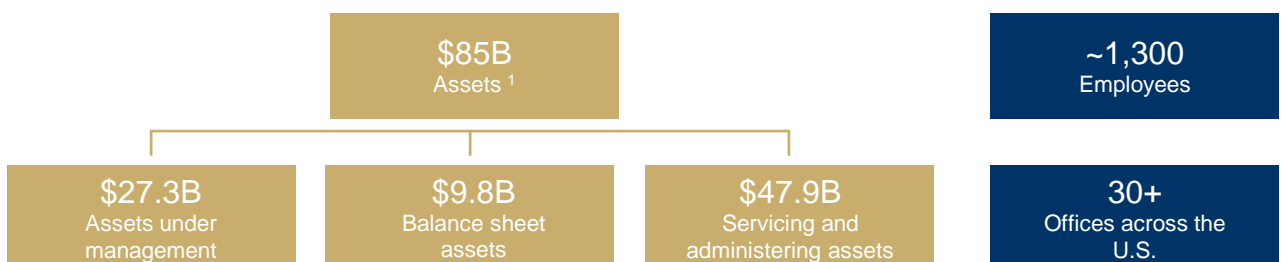 $85B
Assets 1
~1,300
Employees
$27.3B
Assets under
management
$9.8B
Balance sheet
assets
$47.9B
Servicing and
administering assets
30+
Offices across the
U.S.